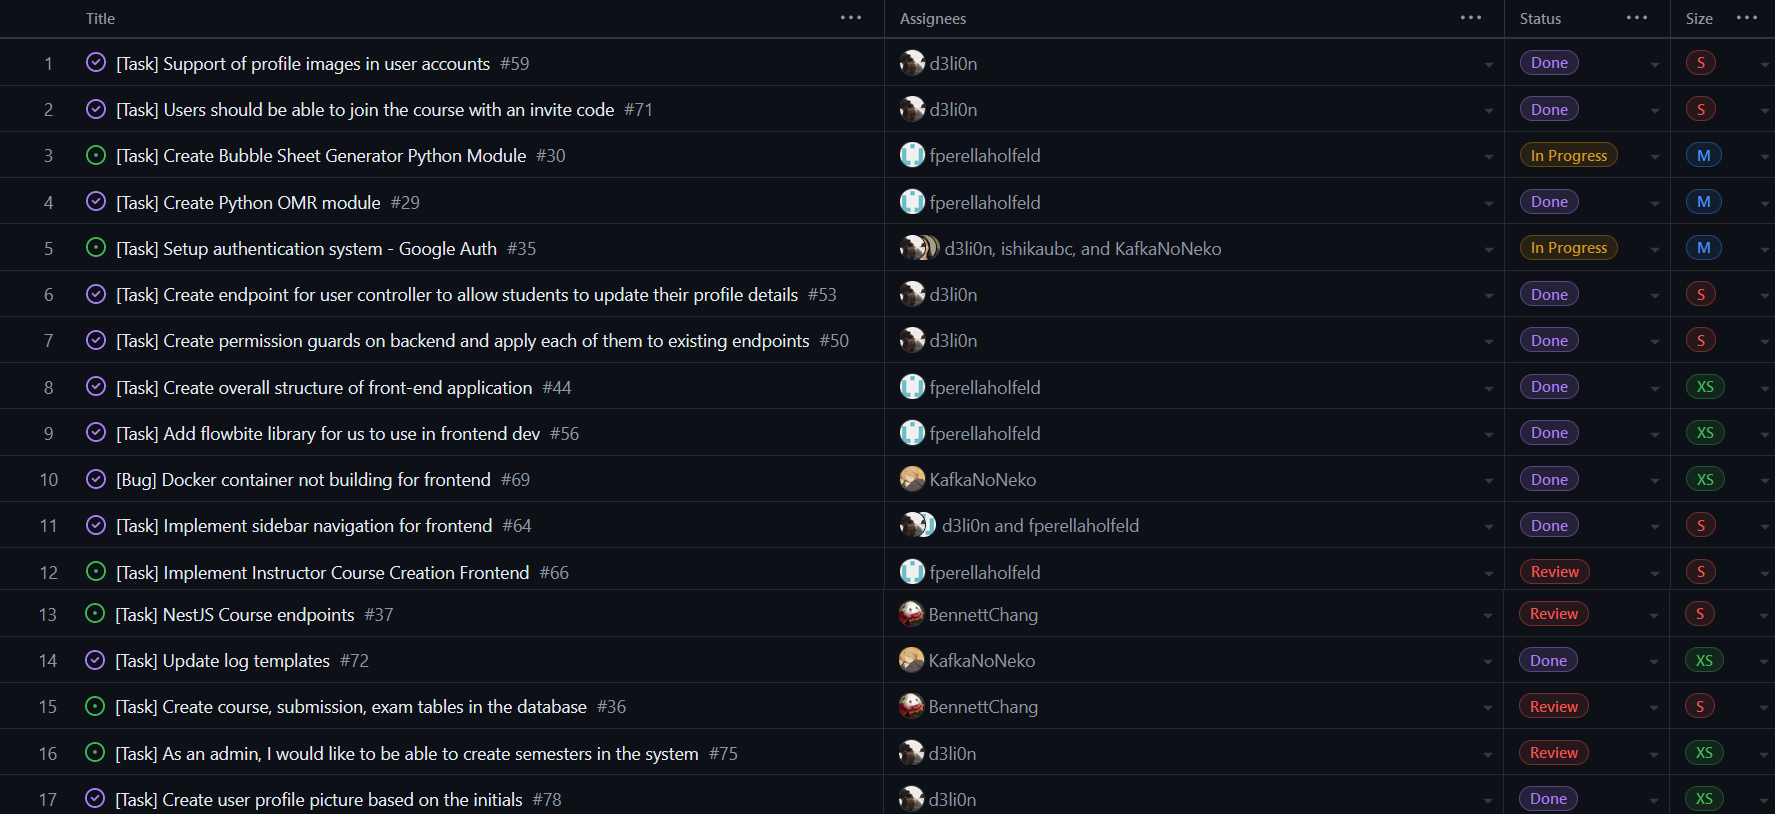 Title ... Assignees ... Status ... Size ...
1 [Task] Support of profile images in user accounts #59 d3li0n Done S
2 [Task] Users should be able to join the course with an invite code #71 d3li0n Done S
3 [Task] Create Bubble Sheet Generator Python Module #30 fperellaholfeld In Progress M
4 [Task] Create Python OMR module #29 fperellaholfeld Done M
5 [Task] Setup authentication system - Google Auth #35 d3li0n, ishikaubc, and KafkaNoNeko In Progress M
6 [Task] Create endpoint for user controller to allow students to update their profile details #53 d3li0n Done S
7 [Task] Create permission guards on backend and apply each of them to existing endpoints #50 d3li0n Done S
8 [Task] Create overall structure of front-end application #44 fperellaholfeld Done XS
9 [Task] Add flowbite library for us to use in frontend dev #56 fperellaholfeld Done XS
10 [Bug] Docker container not building for frontend #69 KafkaNoNeko Done XS
11 [Task] Implement sidebar navigation for frontend #64 d3li0n and fperellaholfeld Done S
12 [Task] Implement Instructor Course Creation Frontend #66 fperellaholfeld Review S
13 [Task] NestJS Course endpoints #37 BennettChang Review S
14 [Task] Update log templates #72 KafkaNoNeko Done XS
15 [Task] Create course, submission, exam tables in the database #36 BennettChang Review S
16 [Task] As an admin, I would like to be able to create semesters in the system #75 d3li0n Review XS
17 [Task] Create user profile picture based on the initials #78 d3li0n Done XS